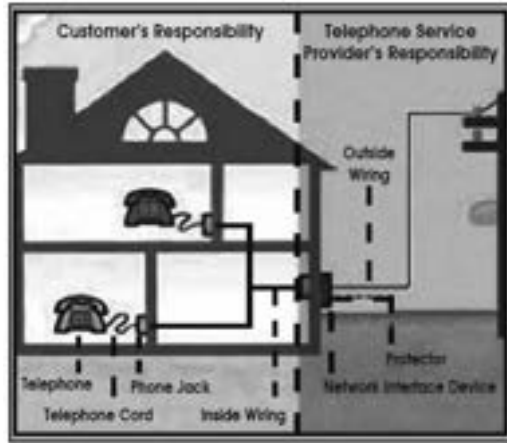 Customer's Responsibility
Telephone Service
Provider's Responsibility
Outside
Wiring
Protector
Telephone
Phone Jack
Network Interface Device
Telephone Cord
Inside Wiring